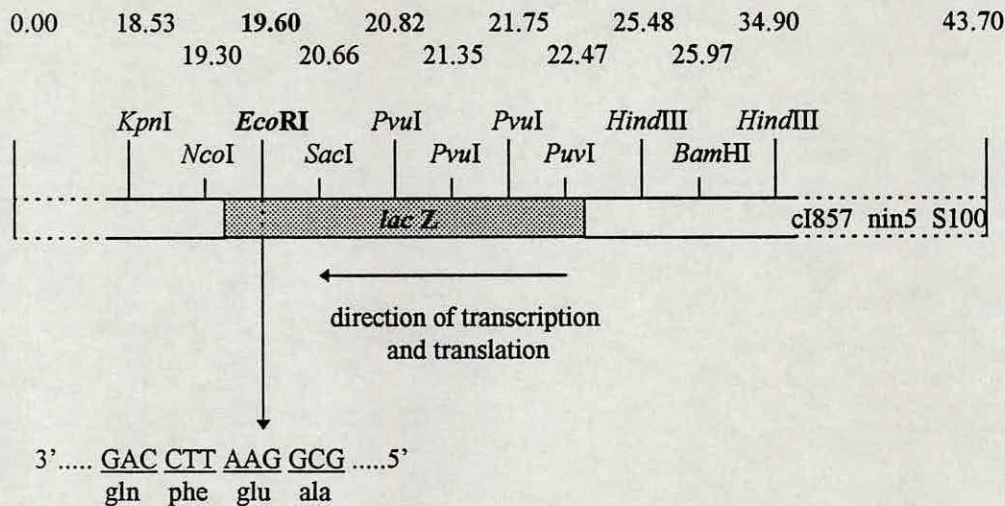 0.00 18.53 19.60 20.82 21.75 25.48 34.90 43.70
19.30 20.66 21.35 22.47 25.97
KpnI EcoRI PvuI PvuI HindIII HindIII
NcoI SacI PvuI PuvI BamHI
lac Z cI857 nin5 S100
direction of transcription
and translation
3’..... GAC CTT AAG GCG .....5’
gln phe glu ala